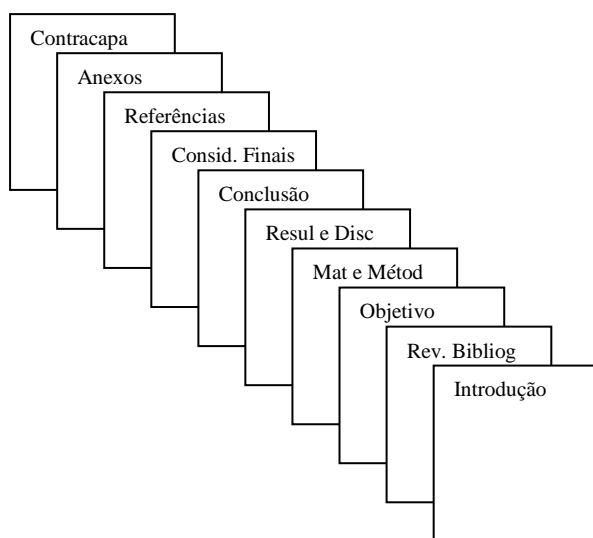 Contracapa
Anexos
Referências
Consid. Finais
Conclusão
Resul e Disc
Mat e Métod
Objetivo
Rev. Bibliog
Introdução